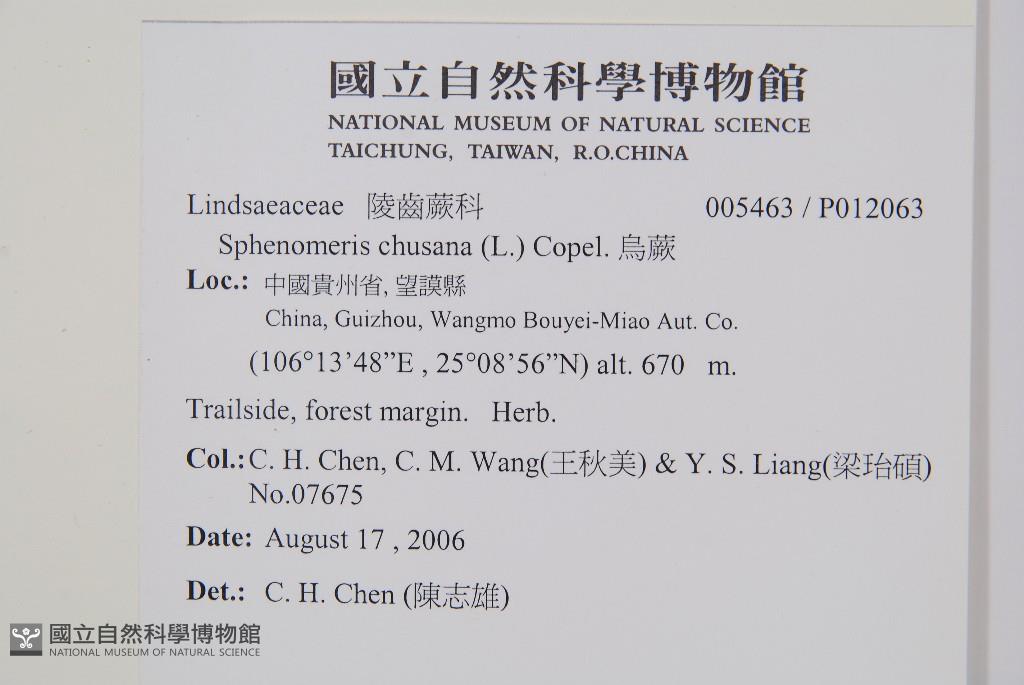 國立自然科學博物館
NATIONAL MUSEUM OF NATURAL SCIENCE
TAICHUNG, TAIWAN, R.O.CHINA
Lindsaeaceae 陵齒蕨科 005463 / P012063
Sphenomeris chusana (L.) Copel. 烏蕨
Loc.: 中國貴州省, 望謨縣
China, Guizhou, Wangmo Bouyei-Miao Aut. Co.
(106°13’48”E , 25°08’56”N) alt. 670 m.
Trailside, forest margin. Herb.
Col.: C. H. Chen, C. M. Wang(王秋美) & Y. S. Liang(梁珆碩)
No.07675
Date: August 17 , 2006
Det.: C. H. Chen (陳志雄)
國立自然科學博物館
NATIONAL MUSEUM OF NATURAL SCIENCE